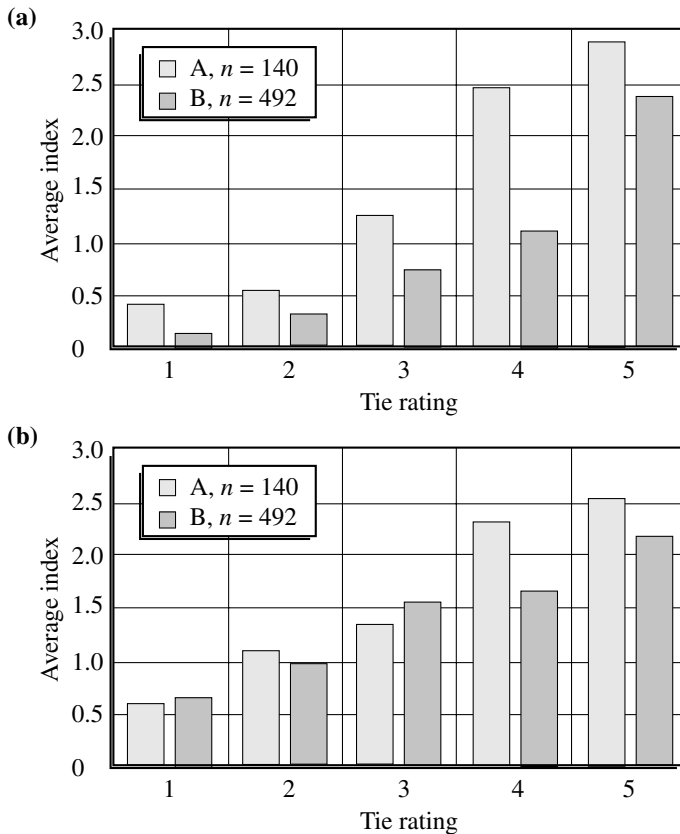 (a)
3.0
2.5
2.0
1.5
1.0
0.5
0
Average index
A, n = 140
B, n = 492
1 2 3 4 5
Tie rating
(b)
3.0
2.5
2.0
1.5
1.0
0.5
0
Average index
A, n = 140
B, n = 492
1 2 3 4 5
Tie rating